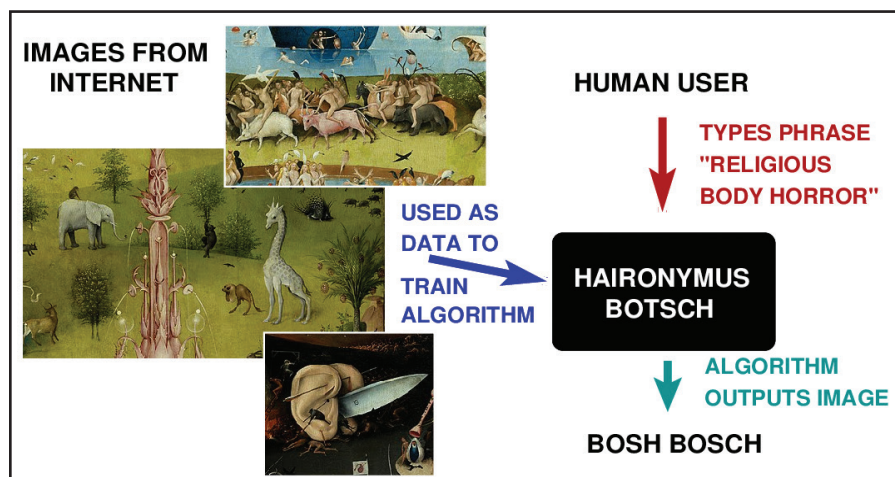 IMAGES FROM
INTERNET
USED AS
DATA TO
TRAIN
ALGORITHM
HUMAN USER
TYPES PHRASE
"RELIGIOUS
BODY HORROR"
HAIRONYMUS
BOTSCH
ALGORITHM
OUTPUTS IMAGE
BOSH BOSCH